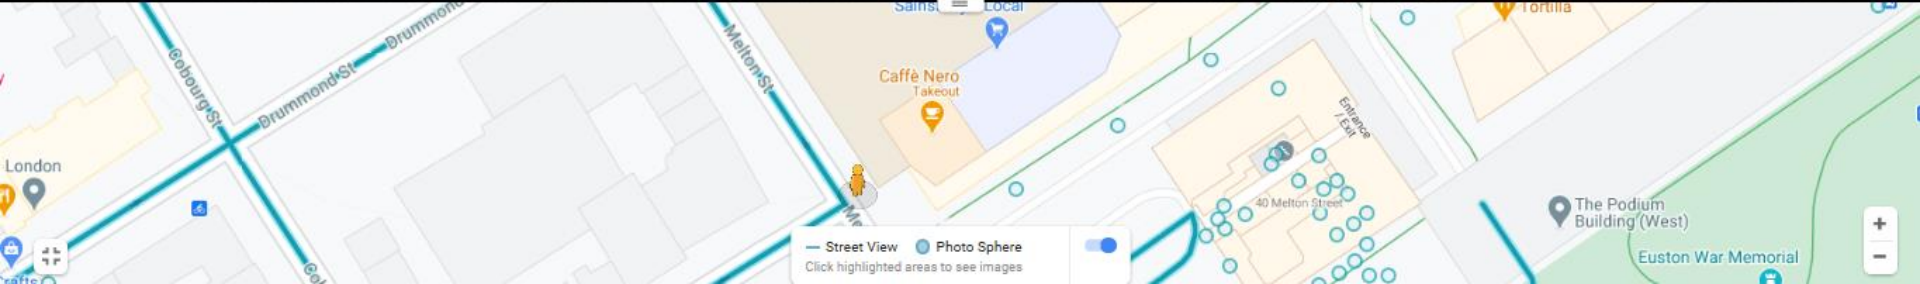 Cobourg St
Drummond St
Drummond
Melton St
Sainsbury's Local
Caffè Nero
Takeout
Tortilla
Entrance
/ Exit
London
40 Melton Street
The Podium
Building (West)
Euston War Memorial
Street View
Photo Sphere
Click highlighted areas to see images